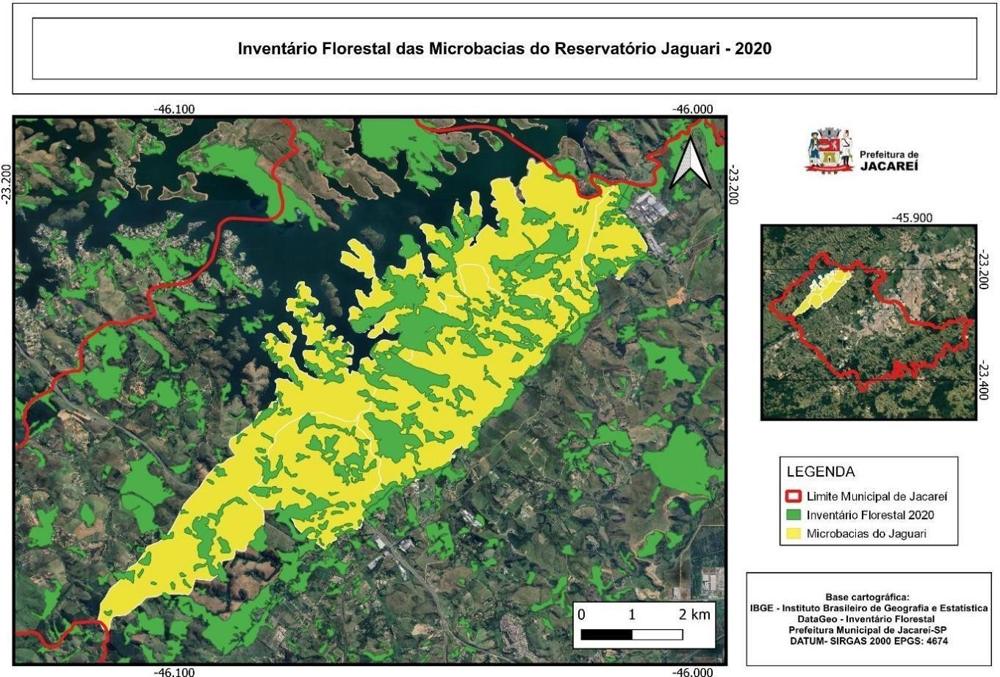 Inventário Florestal das Microbacias do Reservatório Jaguari - 2020
-46.100
-46.000
-23.200
-23.200
Prefeitura de
JACAREÍ
-45.900
-23.200
-23.400
LEGENDA
Limite Municipal de Jacareí
Inventário Florestal 2020
Microbacias do Jaguari
0 1 2 km
Base cartográfica:
IBGE - Instituto Brasileiro de Geografia e Estatística
DataGeo - Inventário Florestal
Prefeitura Municipal de Jacareí-SP
DATUM- SIRGAS 2000 EPGS: 4674
-46.100
-46.000